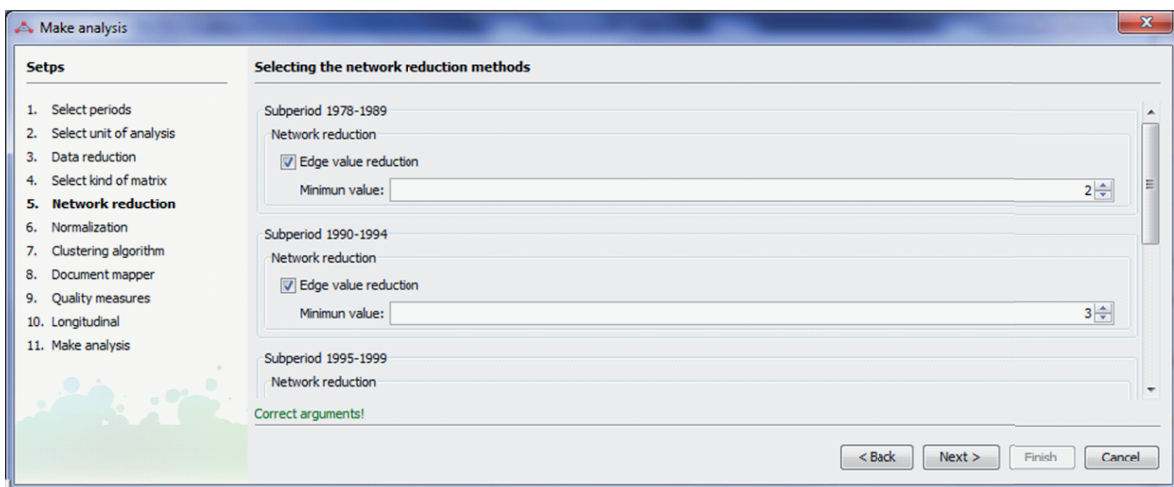 Make analysis
Setps
1. Select periods
2. Select unit of analysis
3. Data reduction
4. Select kind of matrix
5. Network reduction
6. Normalization
7. Clustering algorithm
8. Document mapper
9. Quality measures
10. Longitudinal
11. Make analysis
Selecting the network reduction methods
Subperiod 1978-1989
Network reduction
Edge value reduction
Minimun value: 2
Subperiod 1990-1994
Network reduction
Edge value reduction
Minimun value: 3
Subperiod 1995-1999
Network reduction
Correct arguments!
< Back Next > Finish Cancel